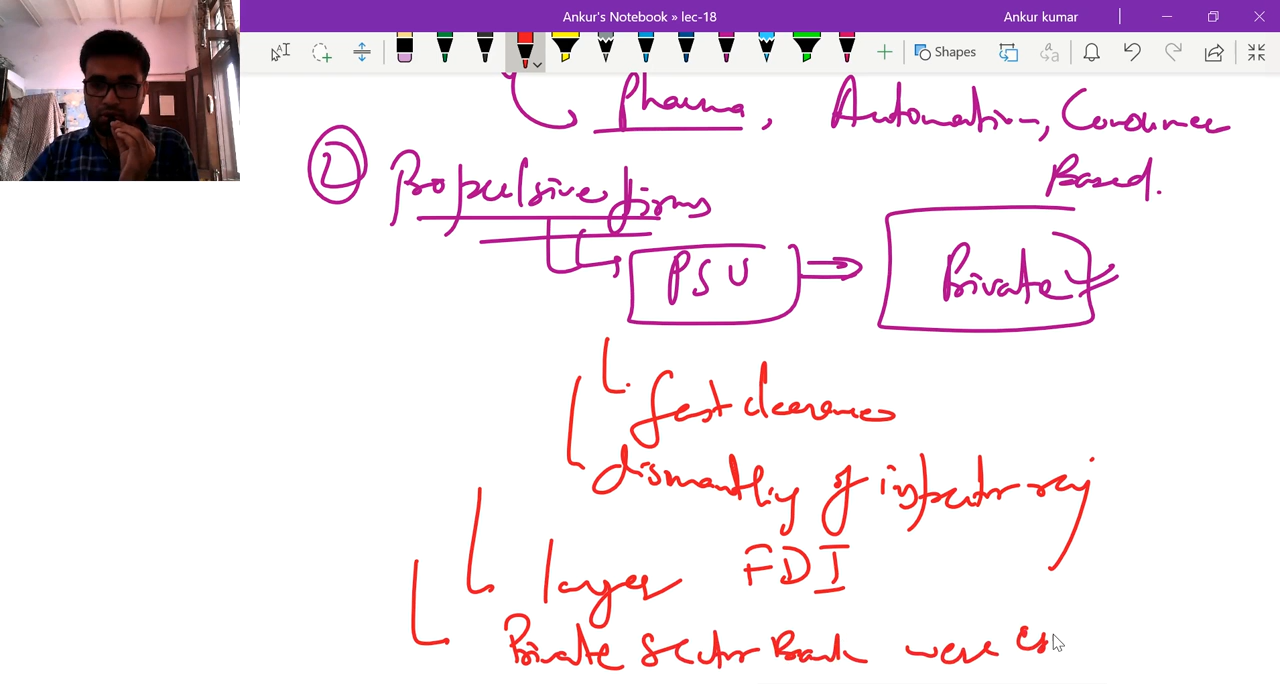 Ankur's Notebook » lec-18
Ankur kumar
Shapes
Pharma, Automation, Consumer
Based.
② Propulsive firms
PSU ⇒ Private
fast clearances
dismantling of inspector raj
larger FDI
Private Sector Bank were es